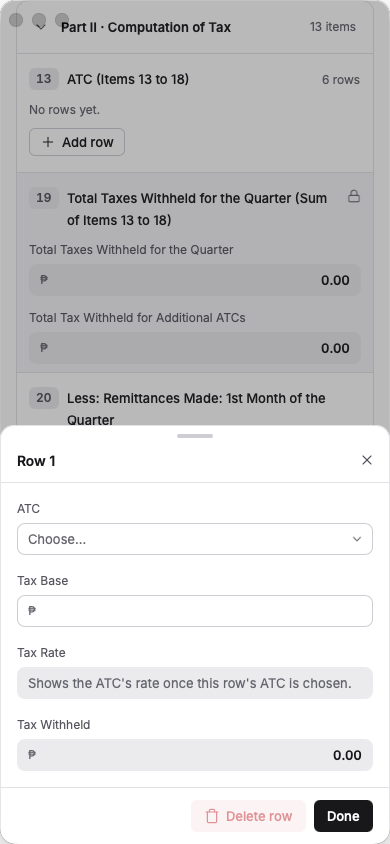 Part II · Computation of Tax
13 items
13
ATC (Items 13 to 18)
6 rows
No rows yet.
+ Add row
19
Total Taxes Withheld for the Quarter (Sum
of Items 13 to 18)
Total Taxes Withheld for the Quarter
₱ 0.00
Total Tax Withheld for Additional ATCs
₱ 0.00
20
Less: Remittances Made: 1st Month of the
Quarter
Row 1
ATC
Choose...
Tax Base
₱
Tax Rate
Shows the ATC's rate once this row's ATC is chosen.
Tax Withheld
₱ 0.00
Delete row
Done